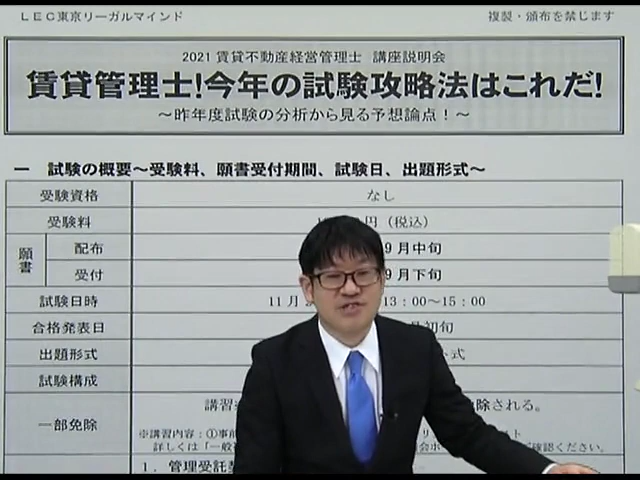 LEC東京リーガルマインド 複製・頒布を禁じます
2021 賃貸不動産経営管理士 講座説明会
賃貸管理士!今年の試験攻略法はこれだ!
～昨年度試験の分析から見る予想論点!～
一 試験の概要～受験料、願書受付期間、試験日、出題形式～
受験資格 なし
受験料 円（税込）
願書 配布 9月中旬
受付 9月下旬
試験日時 11月 13：00～15：00
合格発表日 初旬
出題形式 式
試験構成
講習 除される。
一部免除
※講習内容：①事前
詳しくは「一般 ご確認ください。
1．管理受託